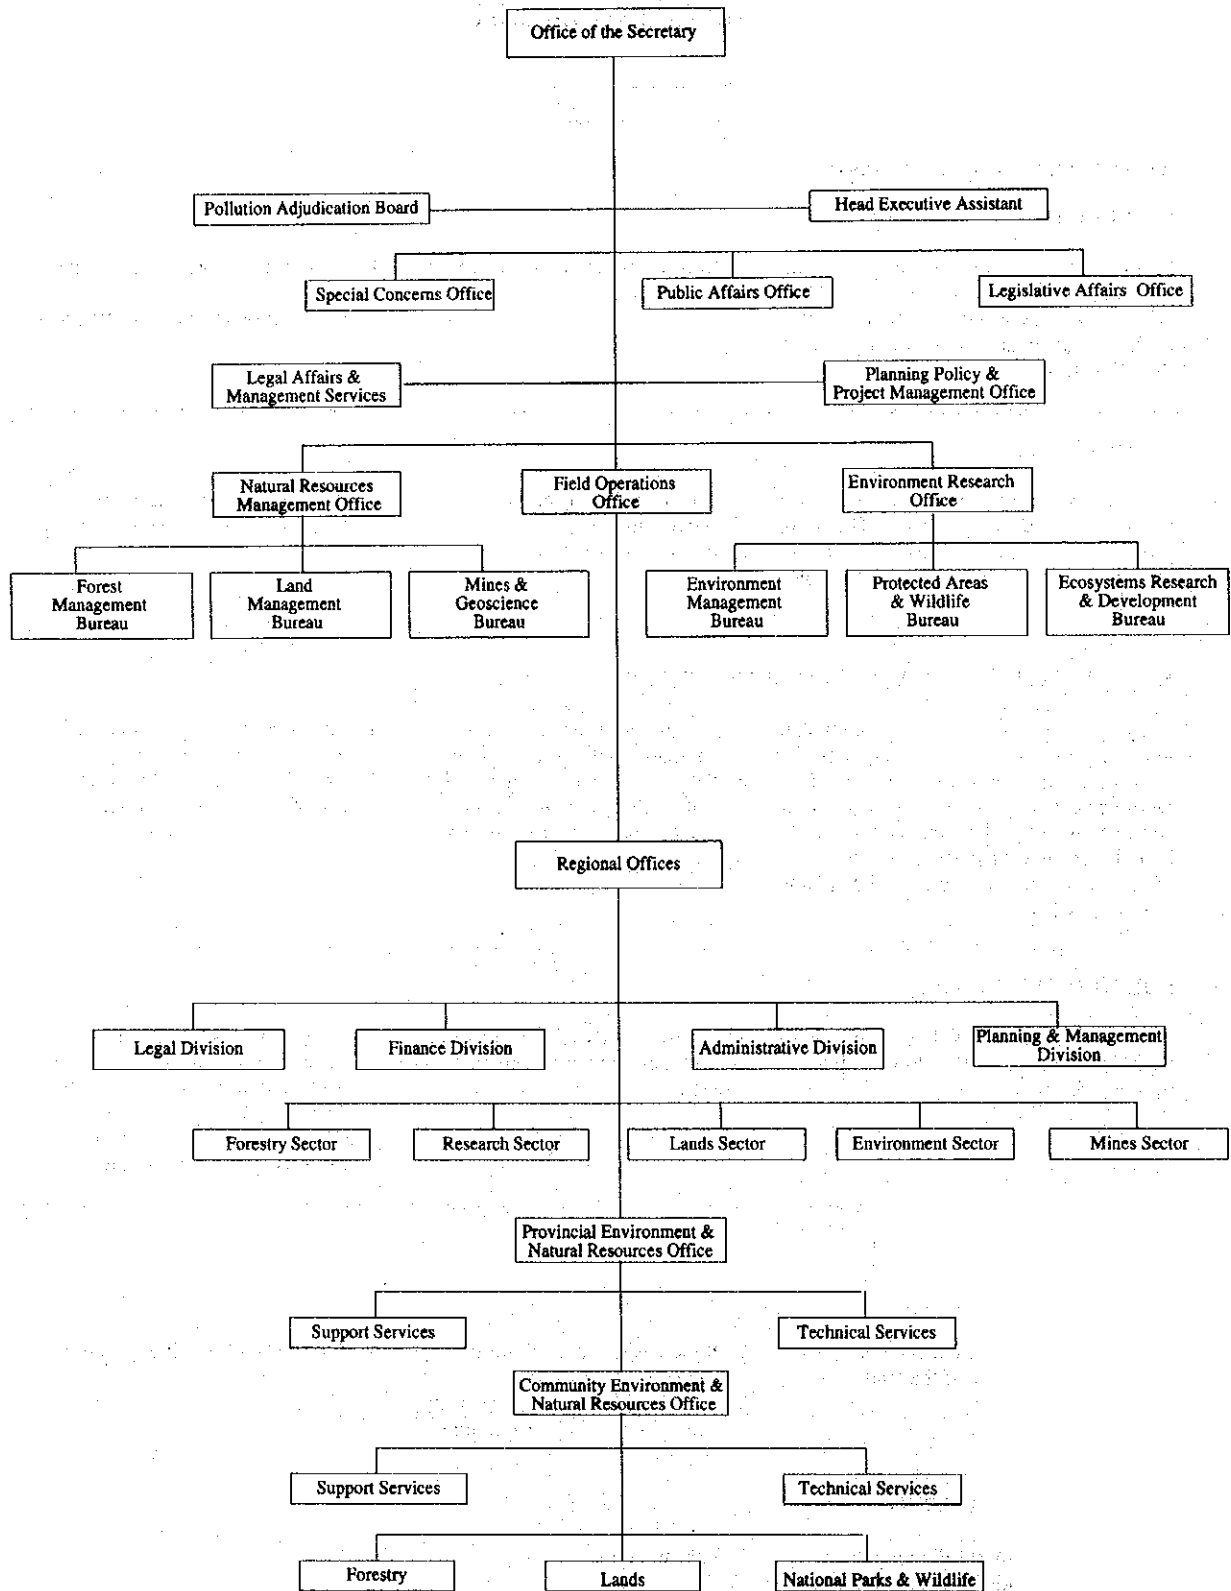 Office of the Secretary
Pollution Adjudication Board
Head Executive Assistant
Special Concerns Office
Public Affairs Office
Legislative Affairs Office
Legal Affairs &
Management Services
Planning Policy &
Project Management Office
Natural Resources
Management Office
Field Operations
Office
Environment Research
Office
Forest
Management
Bureau
Land
Management
Bureau
Mines &
Geoscience
Bureau
Environment
Management
Bureau
Protected Areas
& Wildlife
Bureau
Ecosystems Research
& Development
Bureau
Regional Offices
Legal Division
Finance Division
Administrative Division
Planning & Management
Division
Forestry Sector
Research Sector
Lands Sector
Environment Sector
Mines Sector
Provincial Environment &
Natural Resources Office
Support Services
Technical Services
Community Environment &
Natural Resources Office
Support Services
Technical Services
Forestry
Lands
National Parks & Wildlife